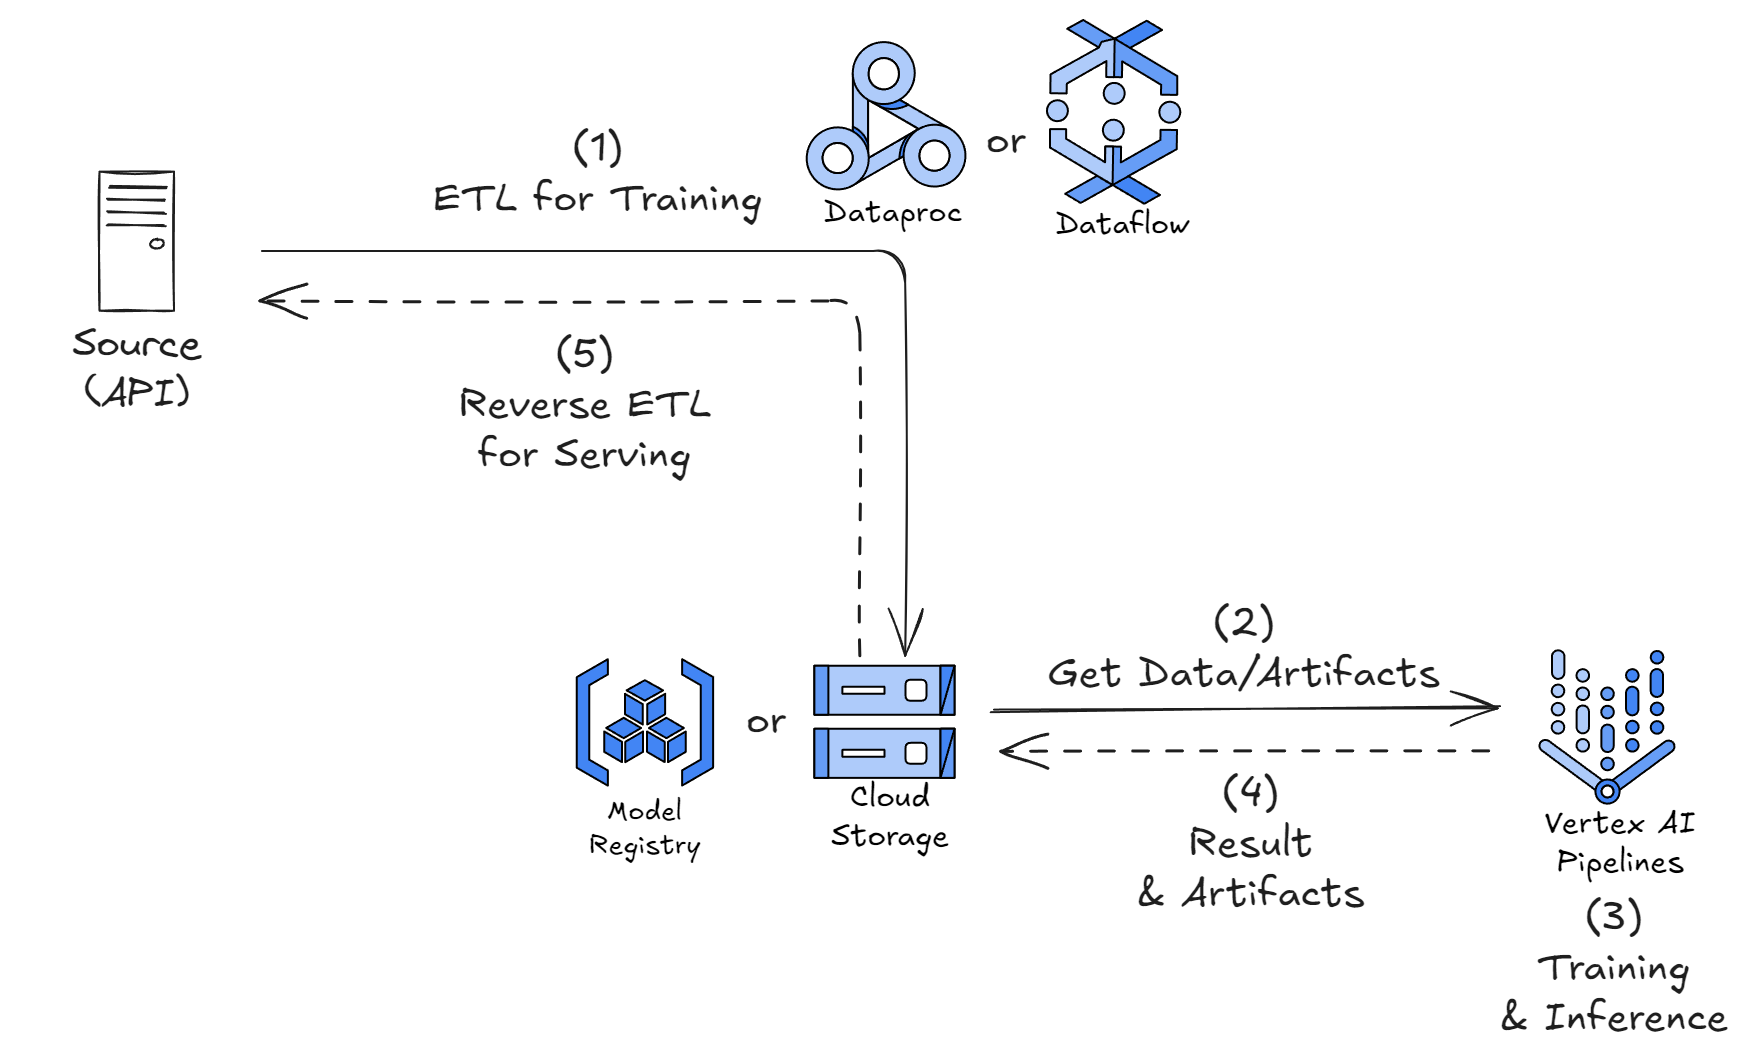 (1)
ETL for Training
Dataproc
or
Dataflow
Source
(API)
(5)
Reverse ETL
for Serving
Model
Registry
or
Cloud
Storage
(2)
Get Data/Artifacts
(4)
Result
& Artifacts
Vertex AI
Pipelines
(3)
Training
& Inference